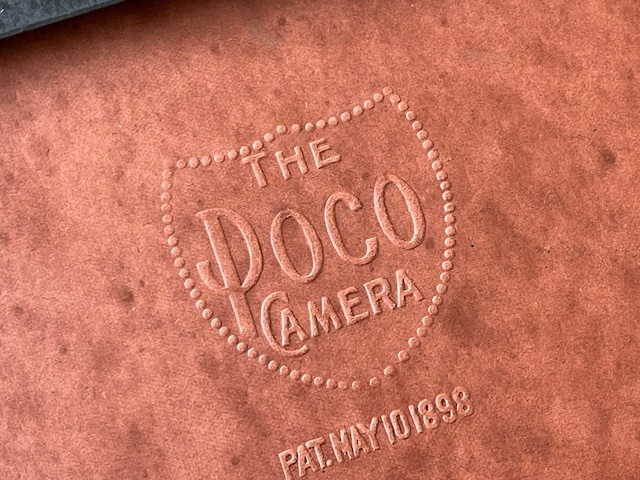 THE
POCO
CAMERA
PAT. MAY 10 1898